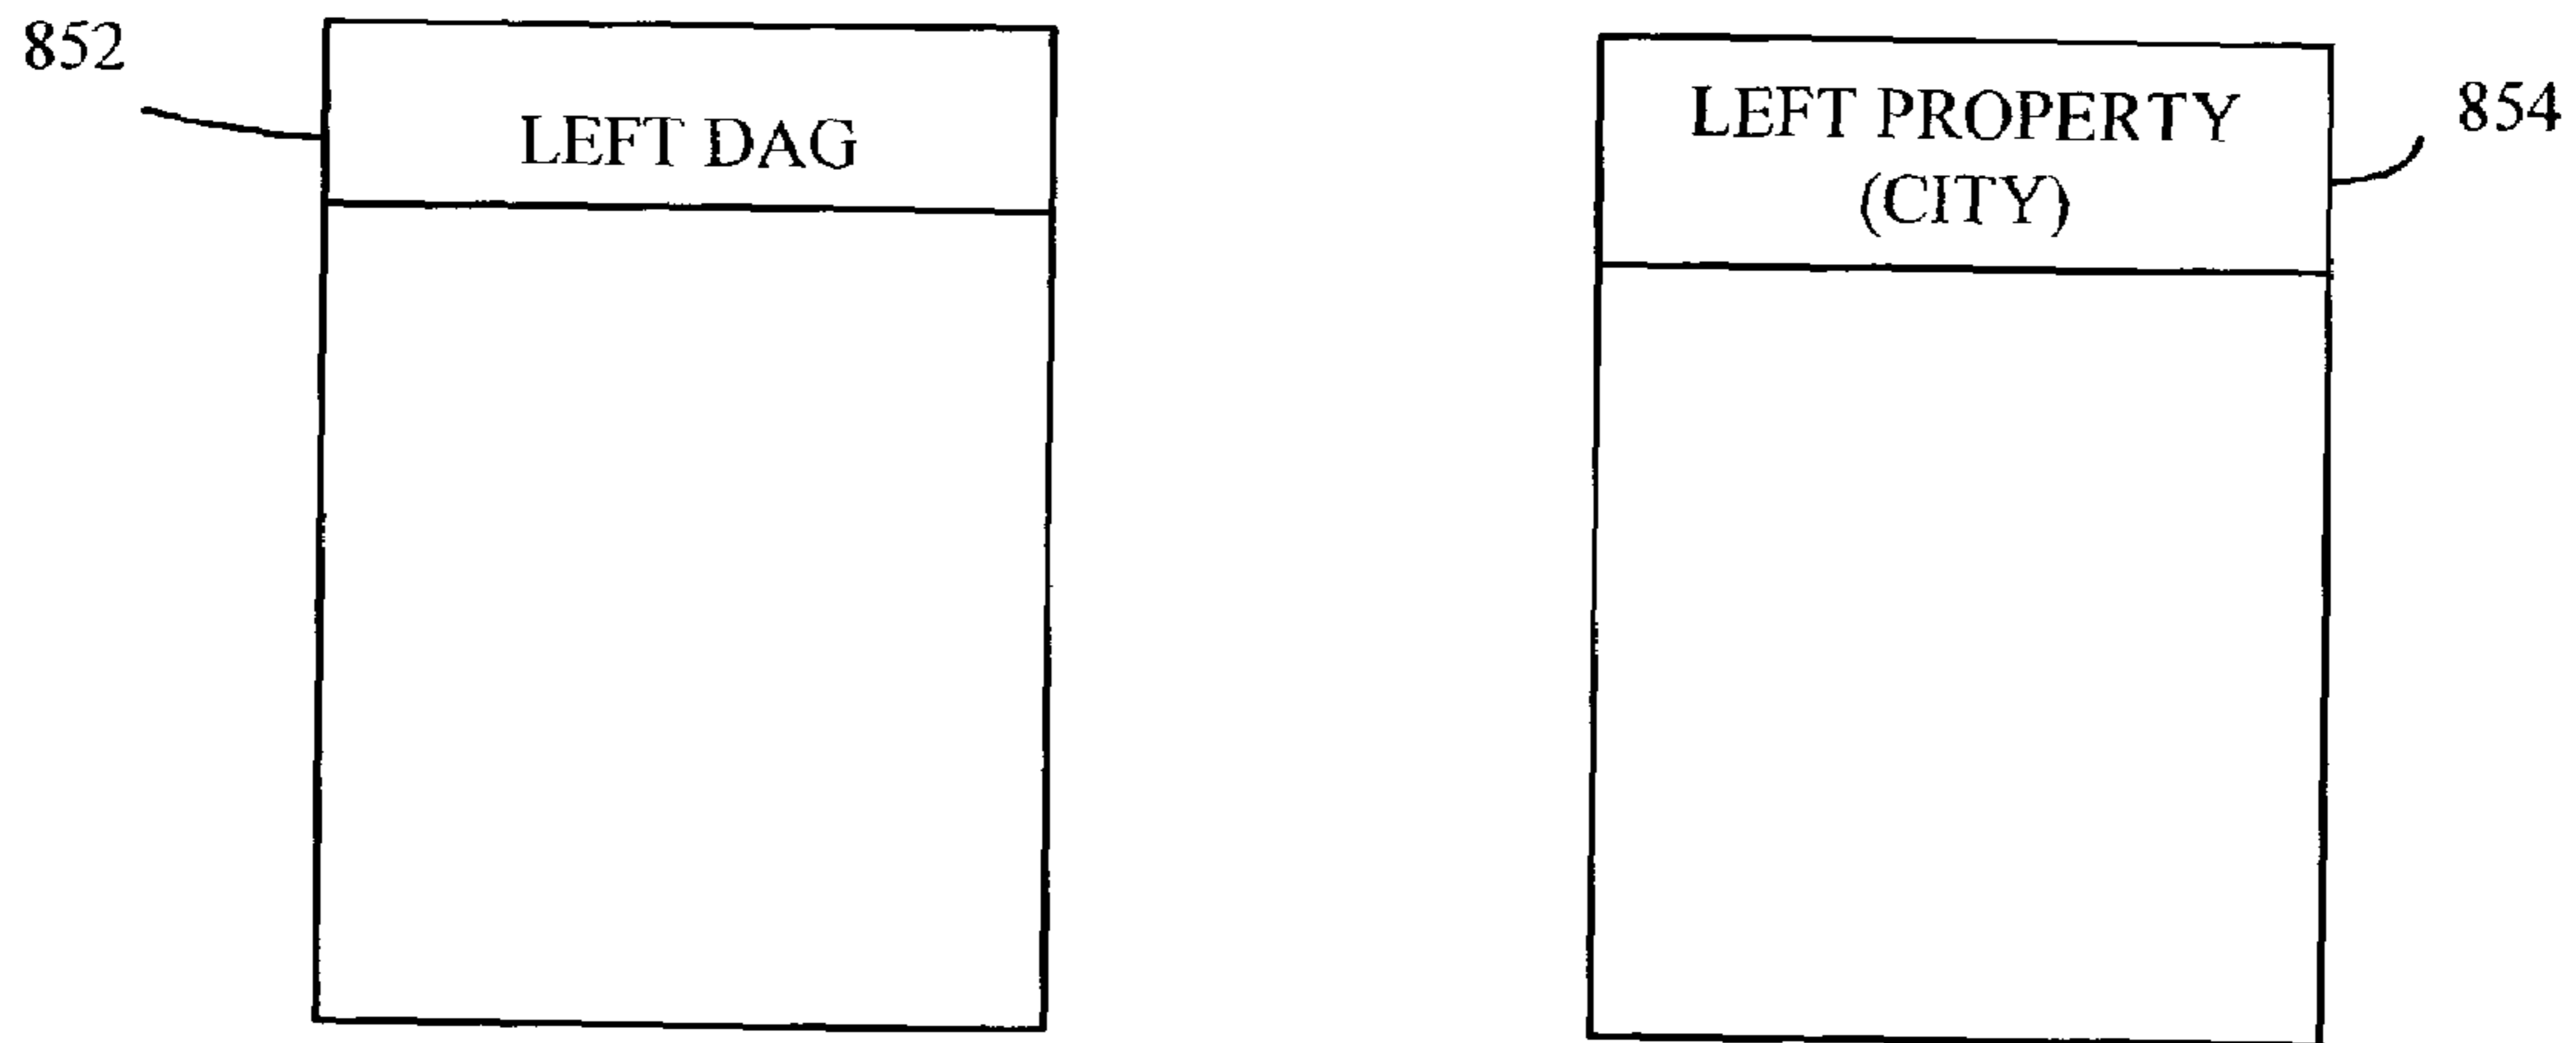 852
LEFT DAG
LEFT PROPERTY
(CITY)
854